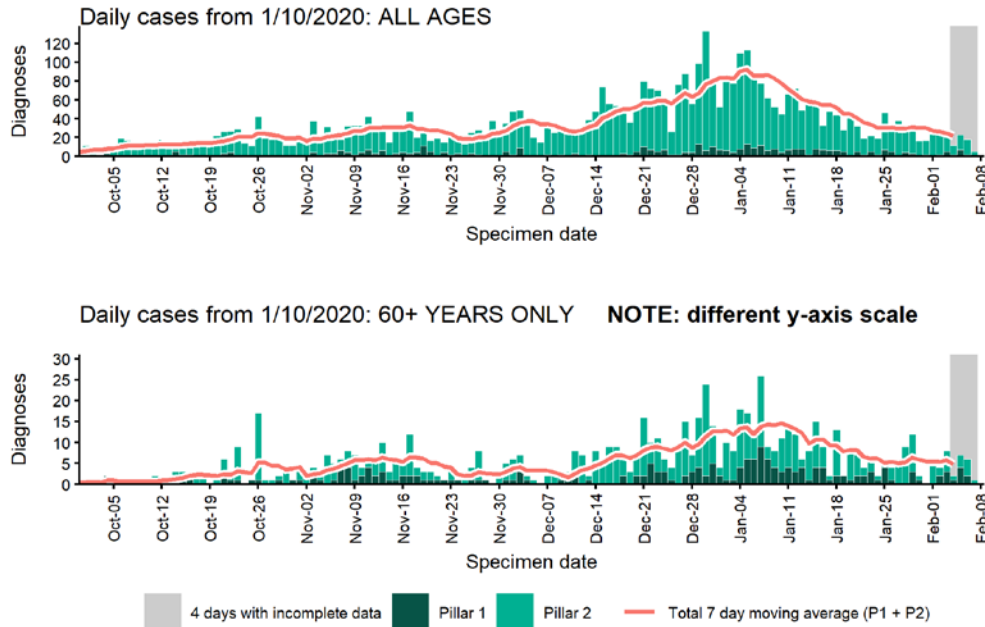 Daily cases from 1/10/2020: ALL AGES
Diagnoses
120
100
80
60
40
20
0
Oct-05 Oct-12 Oct-19 Oct-26 Nov-02 Nov-09 Nov-16 Nov-23 Nov-30 Dec-07 Dec-14 Dec-21 Dec-28 Jan-04 Jan-11 Jan-18 Jan-25 Feb-01 Feb-08
Specimen date
Daily cases from 1/10/2020: 60+ YEARS ONLY NOTE: different y-axis scale
Diagnoses
30
25
20
15
10
5
0
Oct-05 Oct-12 Oct-19 Oct-26 Nov-02 Nov-09 Nov-16 Nov-23 Nov-30 Dec-07 Dec-14 Dec-21 Dec-28 Jan-04 Jan-11 Jan-18 Jan-25 Feb-01 Feb-08
Specimen date
4 days with incomplete data Pillar 1 Pillar 2 Total 7 day moving average (P1 + P2)